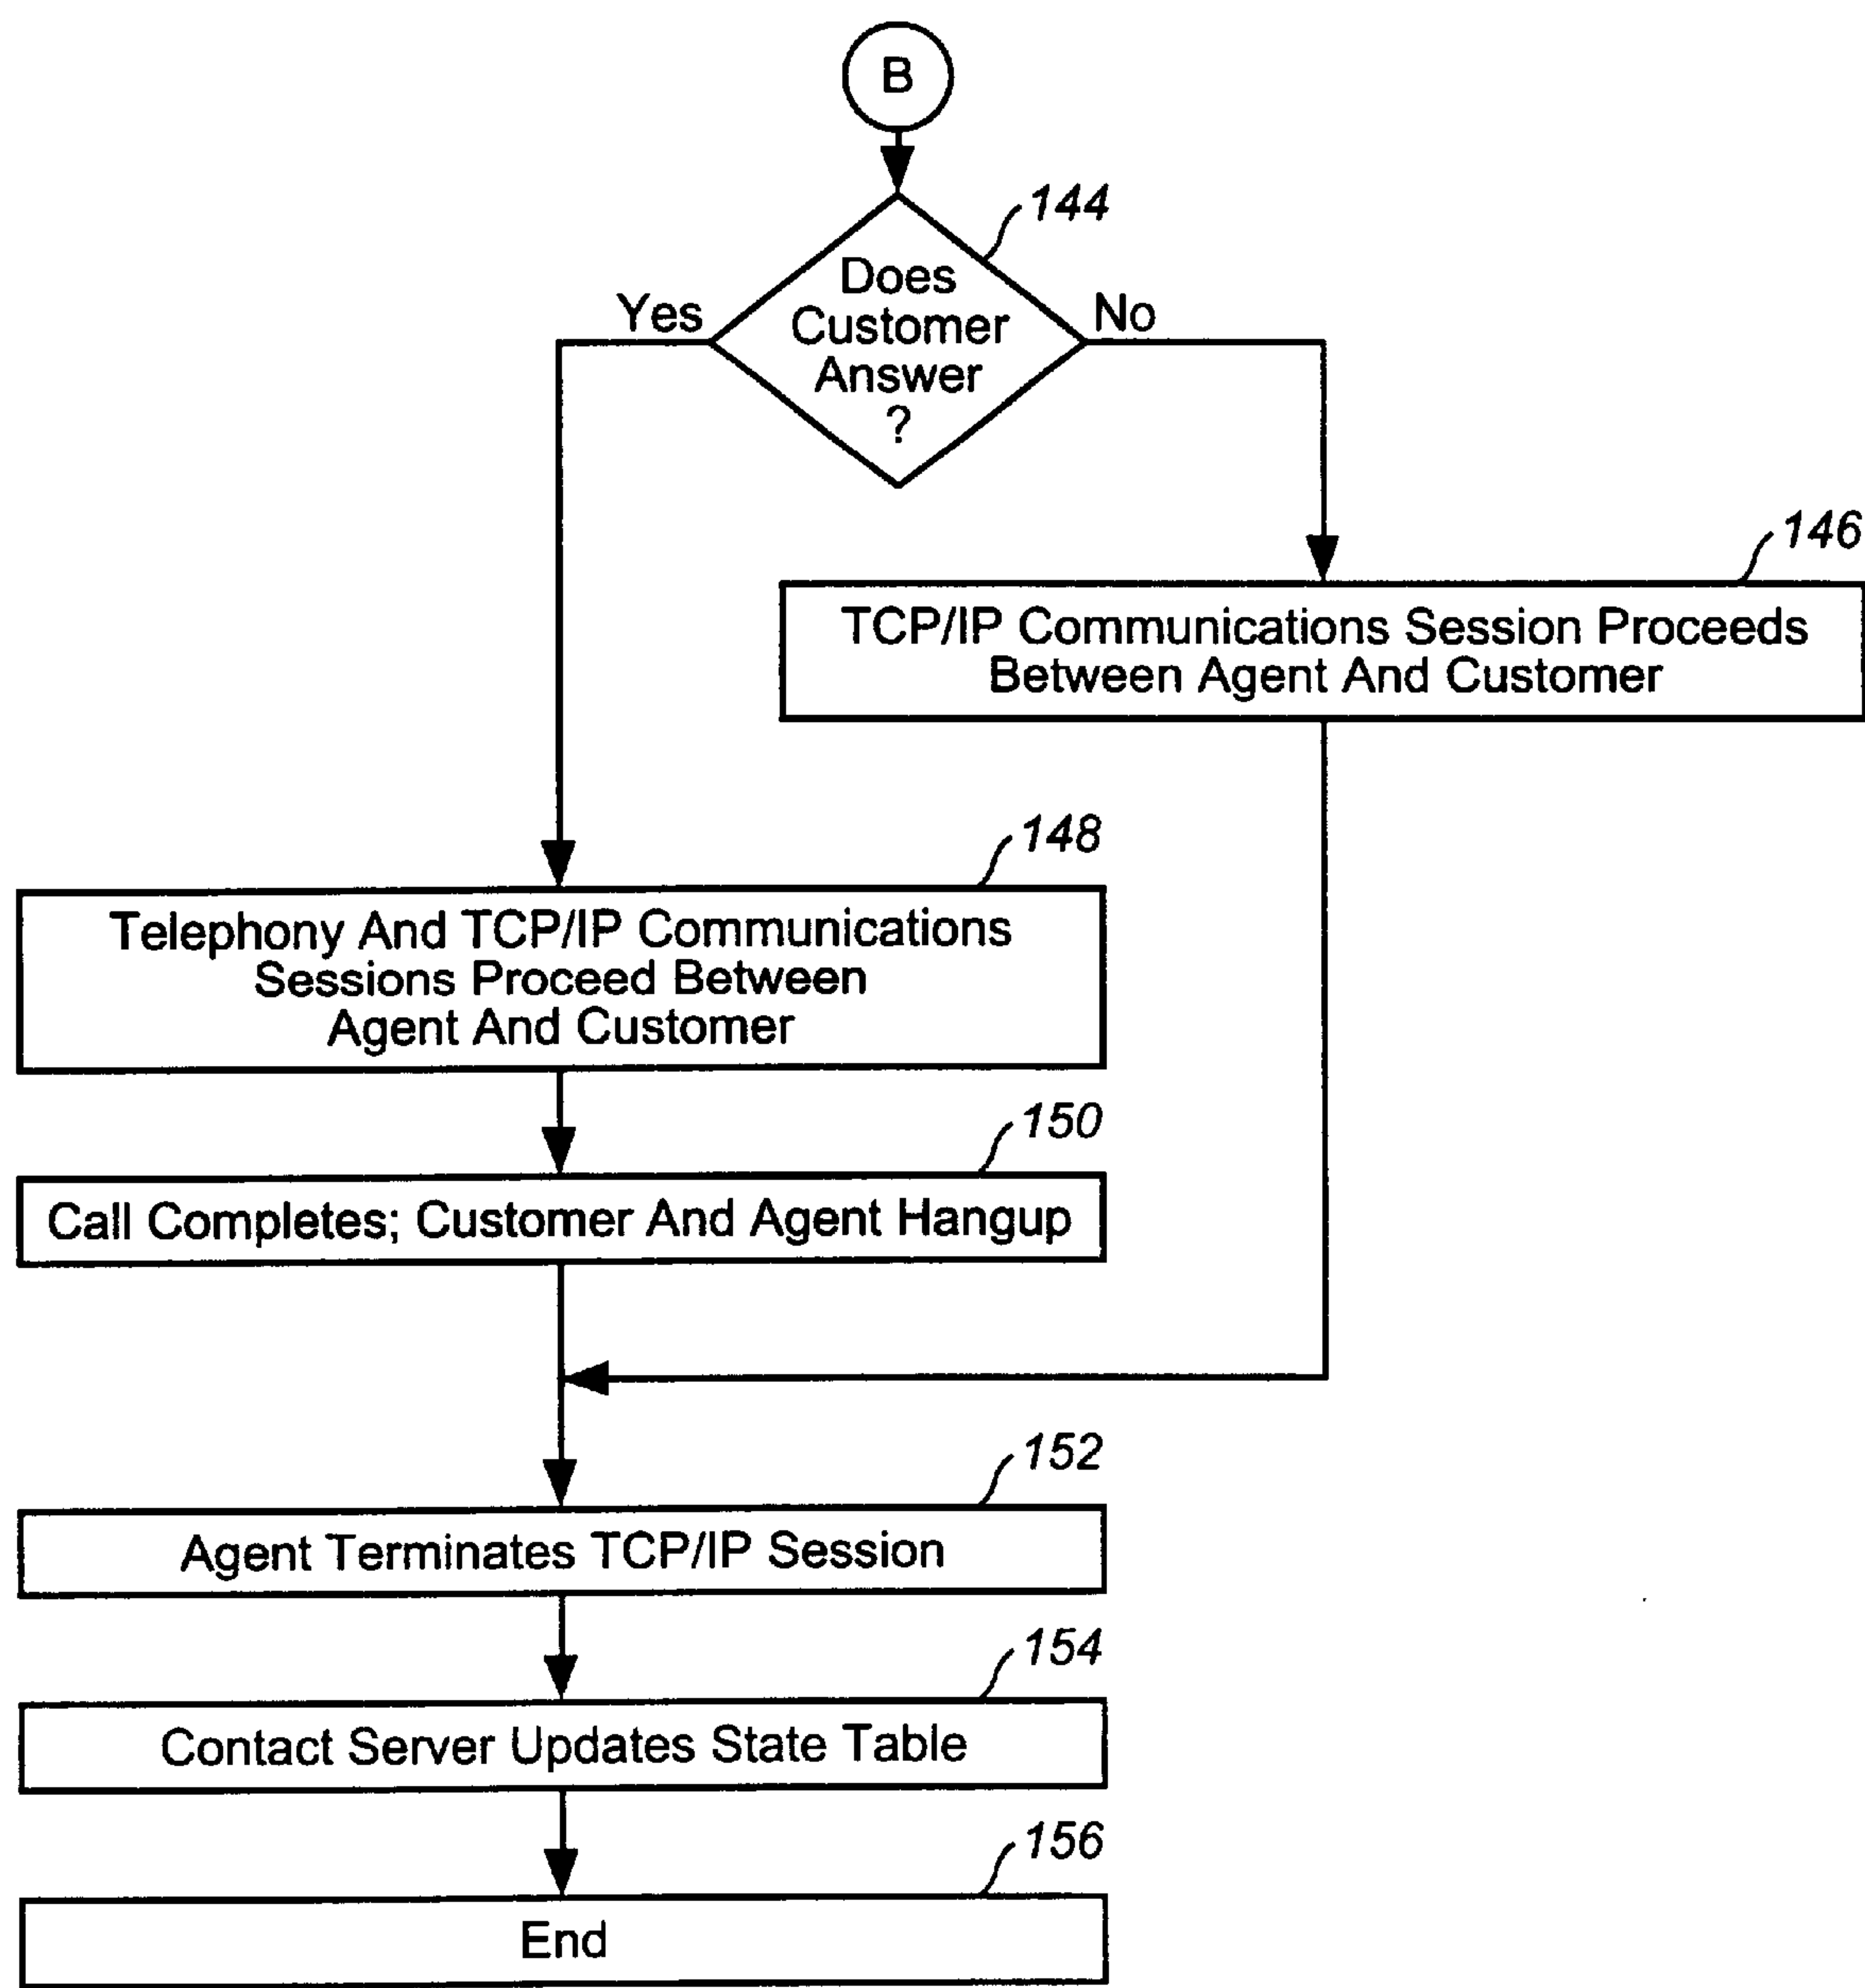 B
144
Does
Customer
Answer
?
Yes
No
146
TCP/IP Communications Session Proceeds
Between Agent And Customer
148
Telephony And TCP/IP Communications
Sessions Proceed Between
Agent And Customer
150
Call Completes; Customer And Agent Hangup
152
Agent Terminates TCP/IP Session
154
Contact Server Updates State Table
156
End